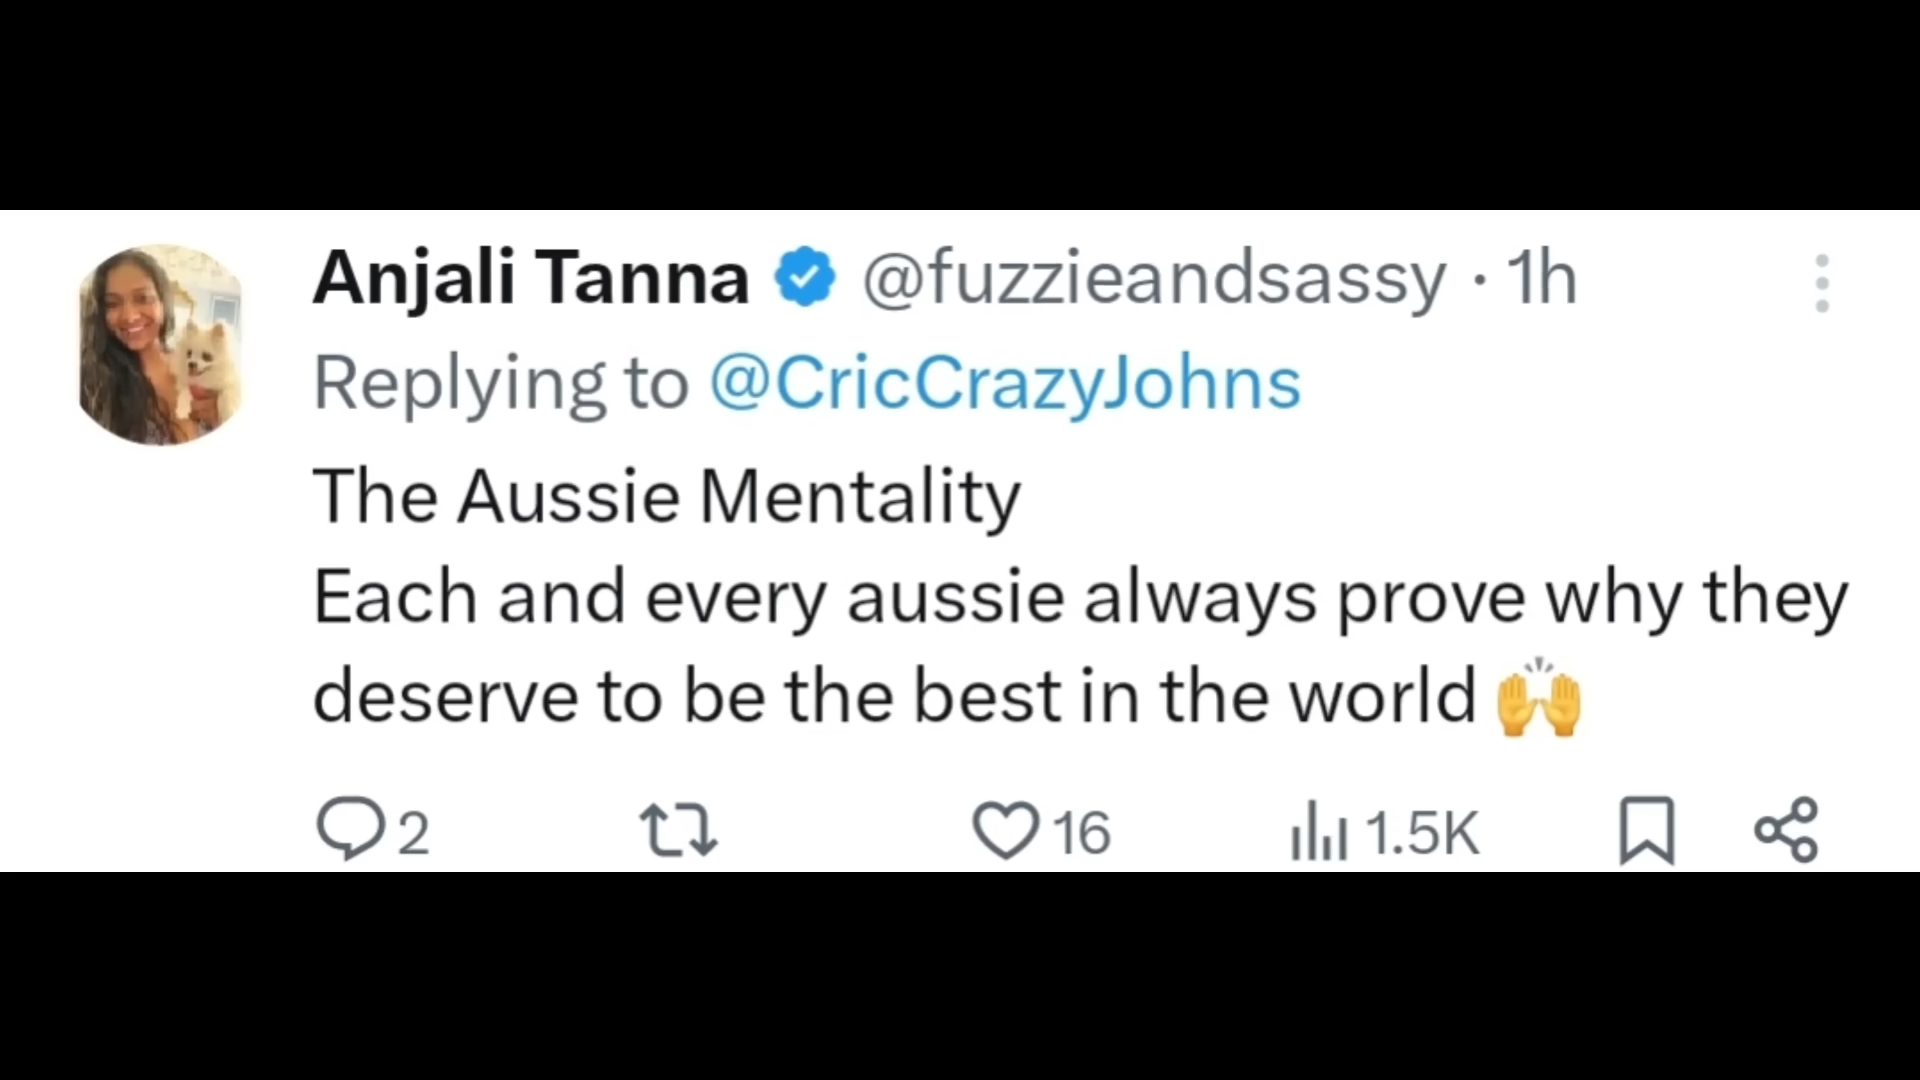 Anjali Tanna @fuzzieandsassy · 1h
Replying to @CricCrazyJohns
The Aussie Mentality
Each and every aussie always prove why they
deserve to be the best in the world 🙌
2 16 1.5K